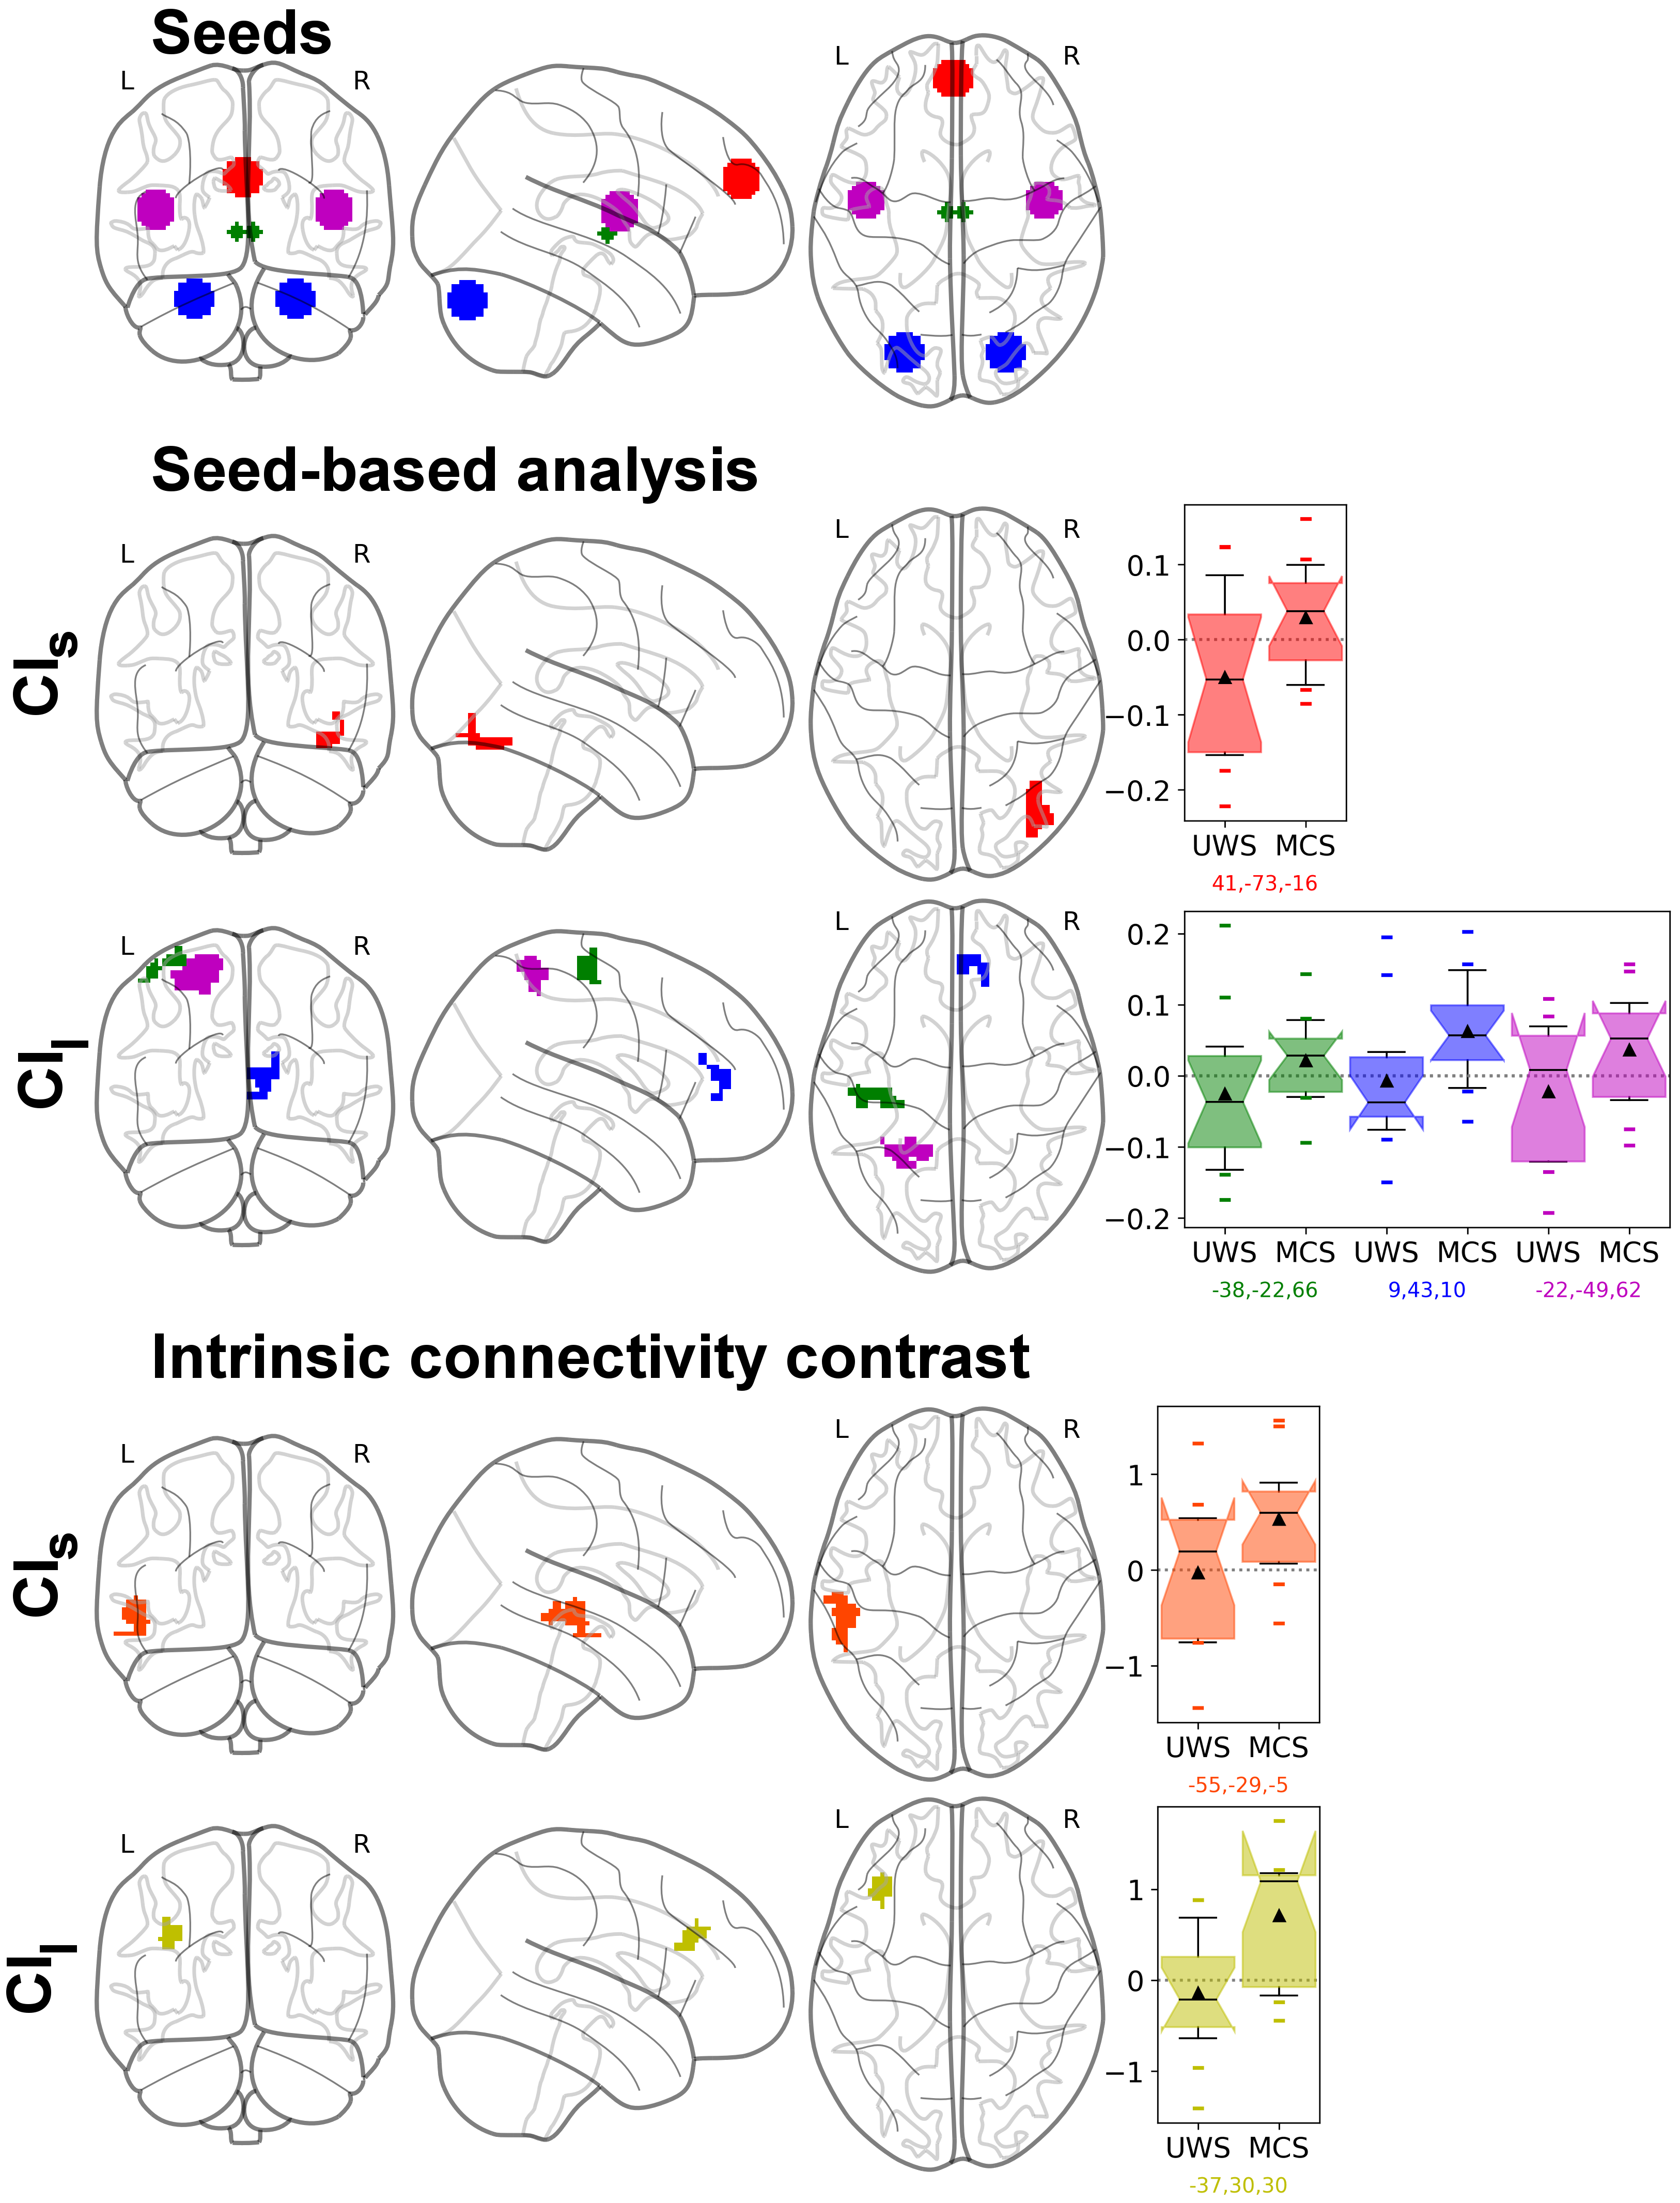 Seeds
L R L R
Seed-based analysis
CIs
L R L R
0.1
0.0
−0.1
−0.2
UWS MCS
41,-73,-16
CIl
L R L R
0.2
0.1
0.0
−0.1
−0.2
UWS MCS UWS MCS UWS MCS
-38,-22,66 9,43,10 -22,-49,62
Intrinsic connectivity contrast
CIs
L R L R
1
0
−1
UWS MCS
-55,-29,-5
CIl
L R L R
1
0
−1
UWS MCS
-37,30,30